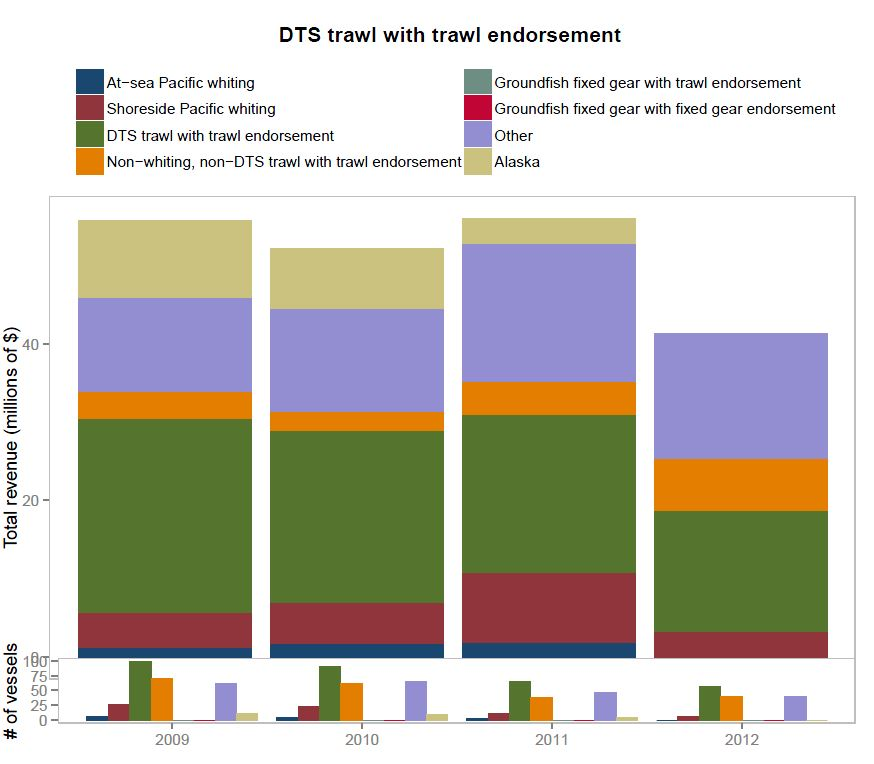 DTS trawl with trawl endorsement
At−sea Pacific whiting
Shoreside Pacific whiting
DTS trawl with trawl endorsement
Non−whiting, non−DTS trawl with trawl endorsement
Groundfish fixed gear with trawl endorsement
Groundfish fixed gear with fixed gear endorsement
Other
Alaska
Total revenue (millions of $)
40
20
0
# of vessels
100
75
50
25
0
2009
2010
2011
2012